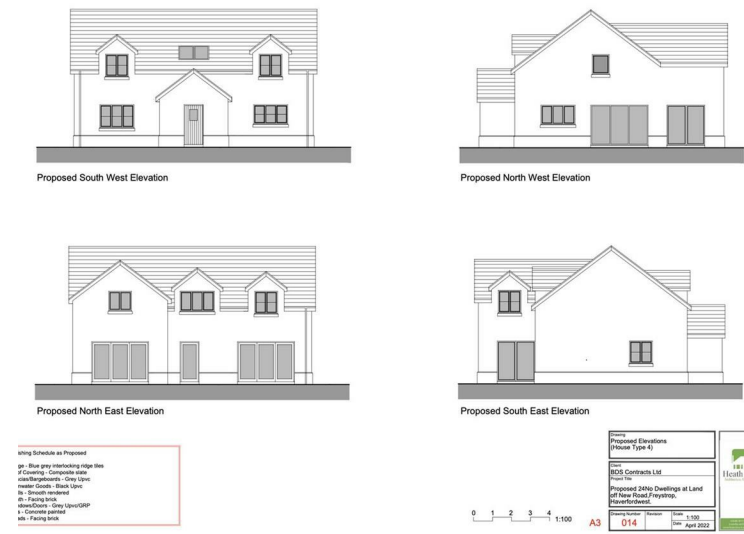 Proposed South West Elevation
Proposed North West Elevation
Proposed North East Elevation
Proposed South East Elevation
shing Schedule as Proposed
ge - Blue grey interlocking ridge tiles
of Covering - Composite slate
cias/Bargeboards - Grey Upvc
nwater Goods - Black Upvc
lls - Smooth rendered
th - Facing brick
dows/Doors - Grey Upvc/GRP
s - Concrete painted
ads - Facing brick
0 1 2 3 4 1:100
A3
Drawing
Proposed Elevations
(House Type 4)
Client
BDS Contracts Ltd
Project Title
Proposed 24No Dwellings at Land
off New Road,Freystrop,
Haverfordwest.
Drawing Number Revision Scale 1:100
014 Date April 2022
Heath